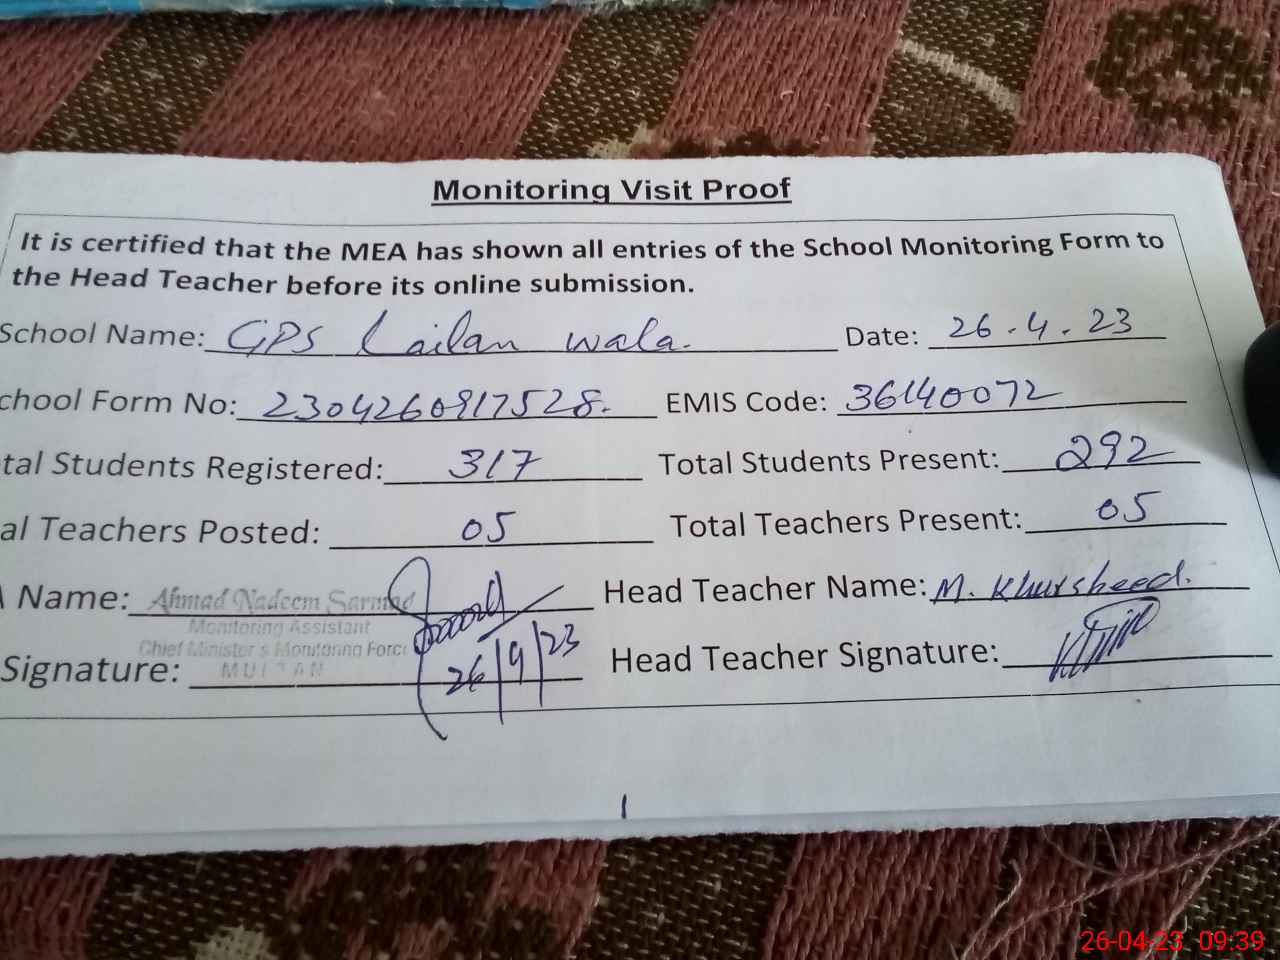 Monitoring Visit Proof
It is certified that the MEA has shown all entries of the School Monitoring Form to
the Head Teacher before its online submission.
School Name: GPS Lailan wala. Date: 26.4.23
chool Form No: 2304260917528. EMIS Code: 36140072
tal Students Registered: 317 Total Students Present: 292
al Teachers Posted: 05 Total Teachers Present: 05
Name: Ahmad Nadeem Sarmad Head Teacher Name: M. Khursheed.
Monitoring Assistant
Chief Minister's Monitoring Force
MULTAN
Signature: 26/9/23 Head Teacher Signature:
26-04-23 09:39